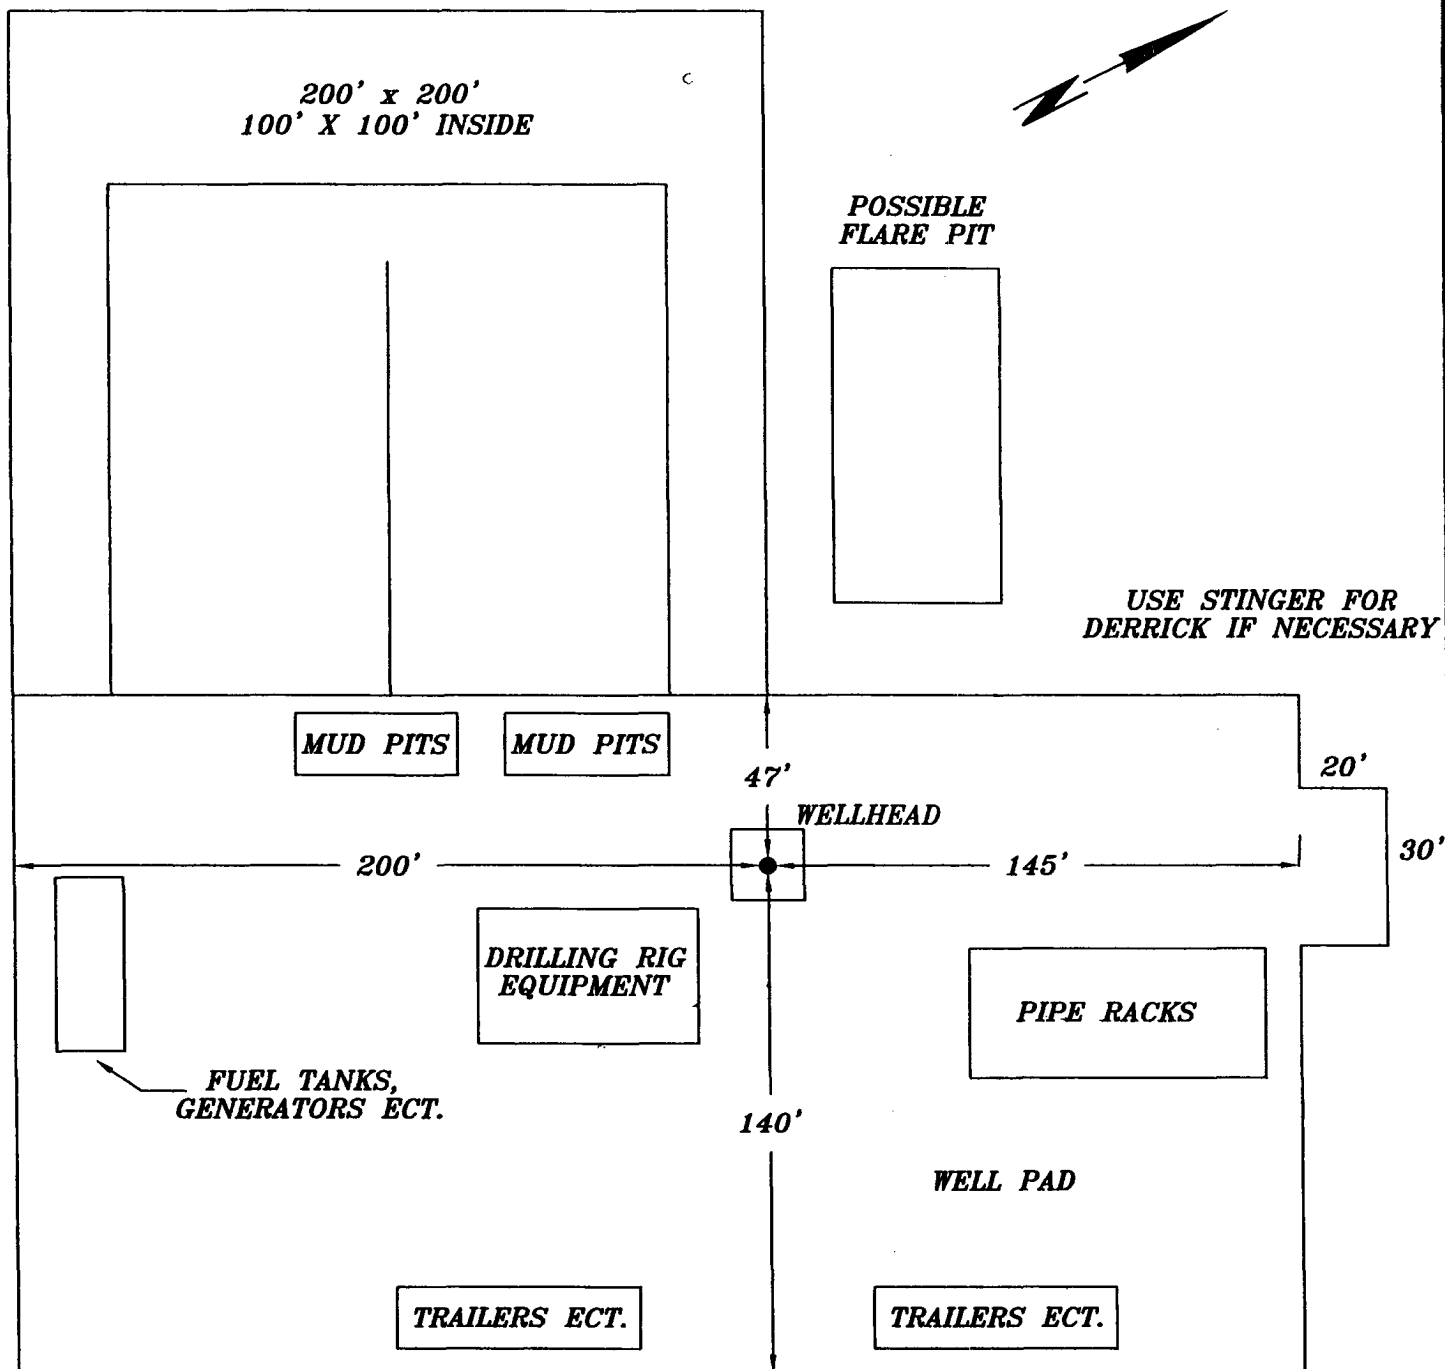 200' x 200'
100' X 100' INSIDE
N
POSSIBLE
FLARE PIT
USE STINGER FOR
DERRICK IF NECESSARY
MUD PITS
MUD PITS
20'
47'
WELLHEAD
30'
200'
145'
DRILLING RIG
EQUIPMENT
PIPE RACKS
FUEL TANKS,
GENERATORS ECT.
140'
WELL PAD
TRAILERS ECT.
TRAILERS ECT.